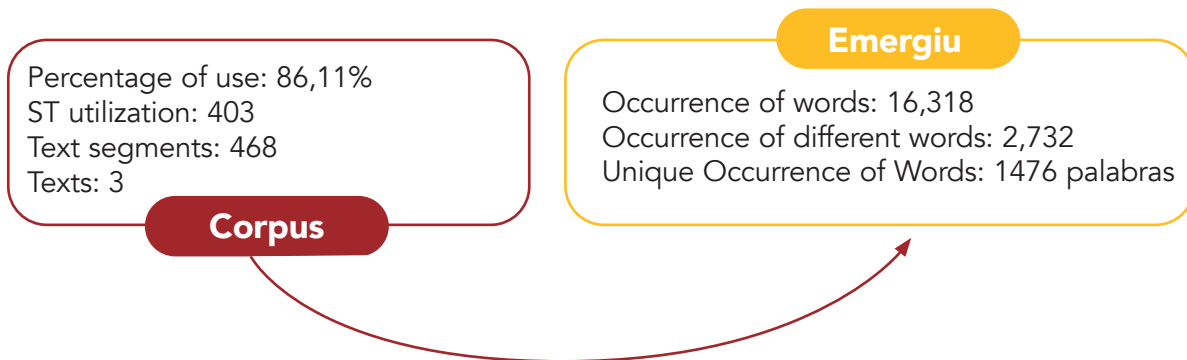 Percentage of use: 86,11%
ST utilization: 403
Text segments: 468
Texts: 3
Corpus
Emergiu
Occurrence of words: 16,318
Occurrence of different words: 2,732
Unique Occurrence of Words: 1476 palabras